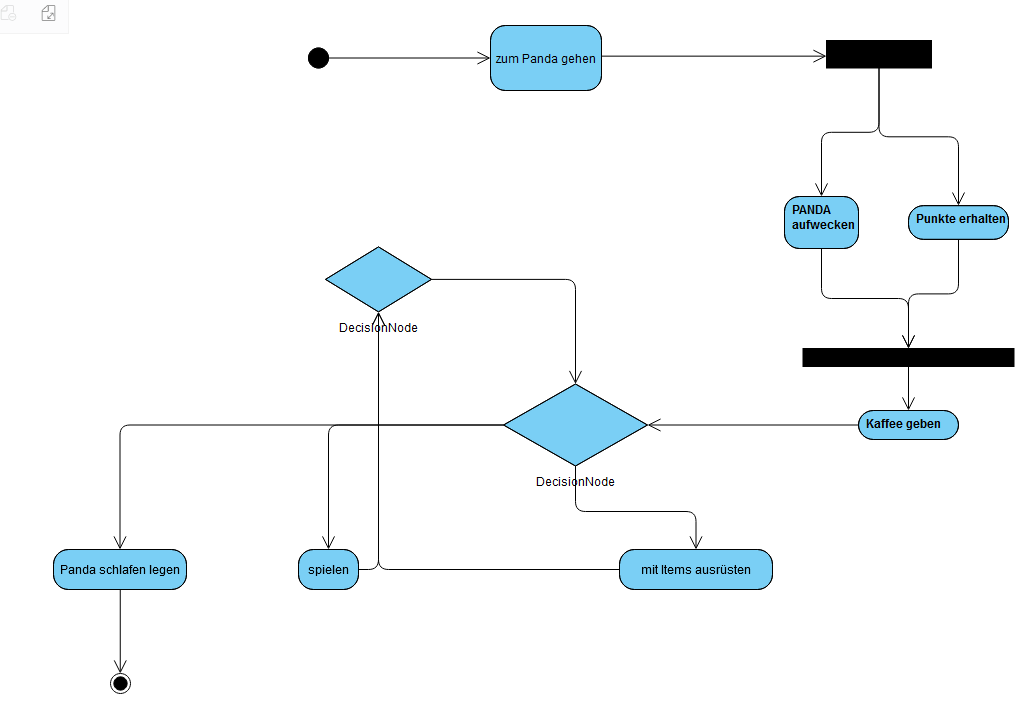 zum Panda gehen
PANDA
aufwecken
Punkte erhalten
DecisionNode
Kaffee geben
DecisionNode
Panda schlafen legen
spielen
mit Items ausrüsten